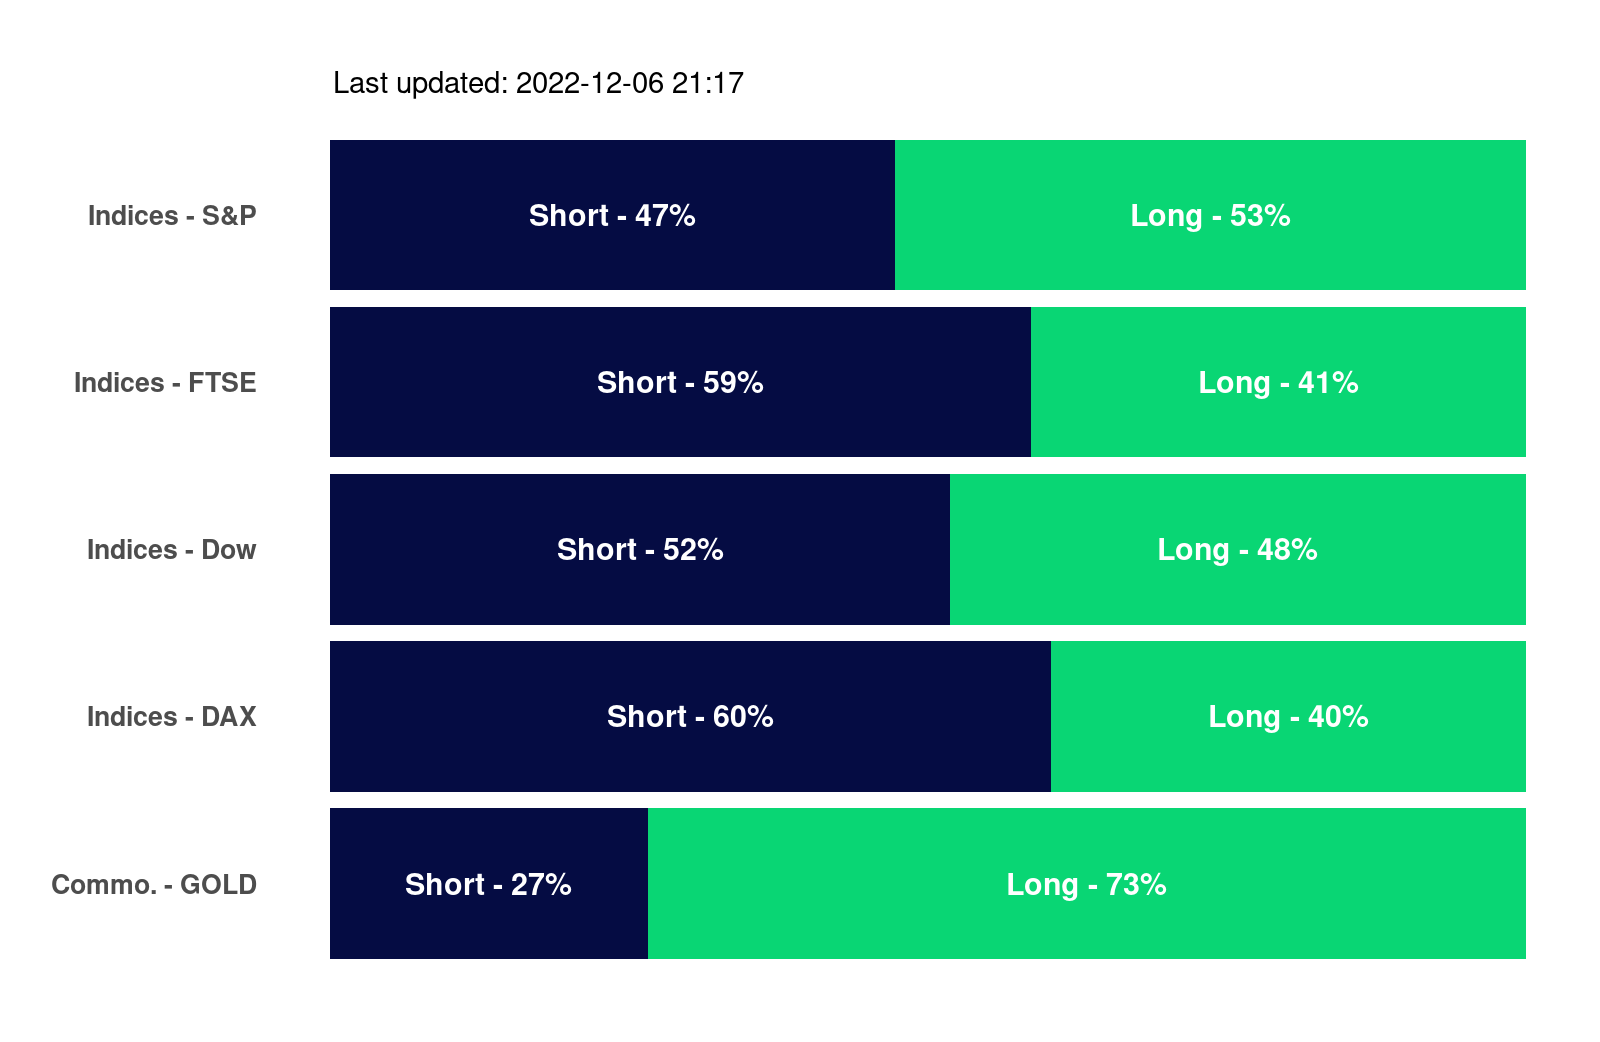 Last updated: 2022-12-06 21:17
Indices - S&P Short - 47% Long - 53%
Indices - FTSE Short - 59% Long - 41%
Indices - Dow Short - 52% Long - 48%
Indices - DAX Short - 60% Long - 40%
Commo. - GOLD Short - 27% Long - 73%